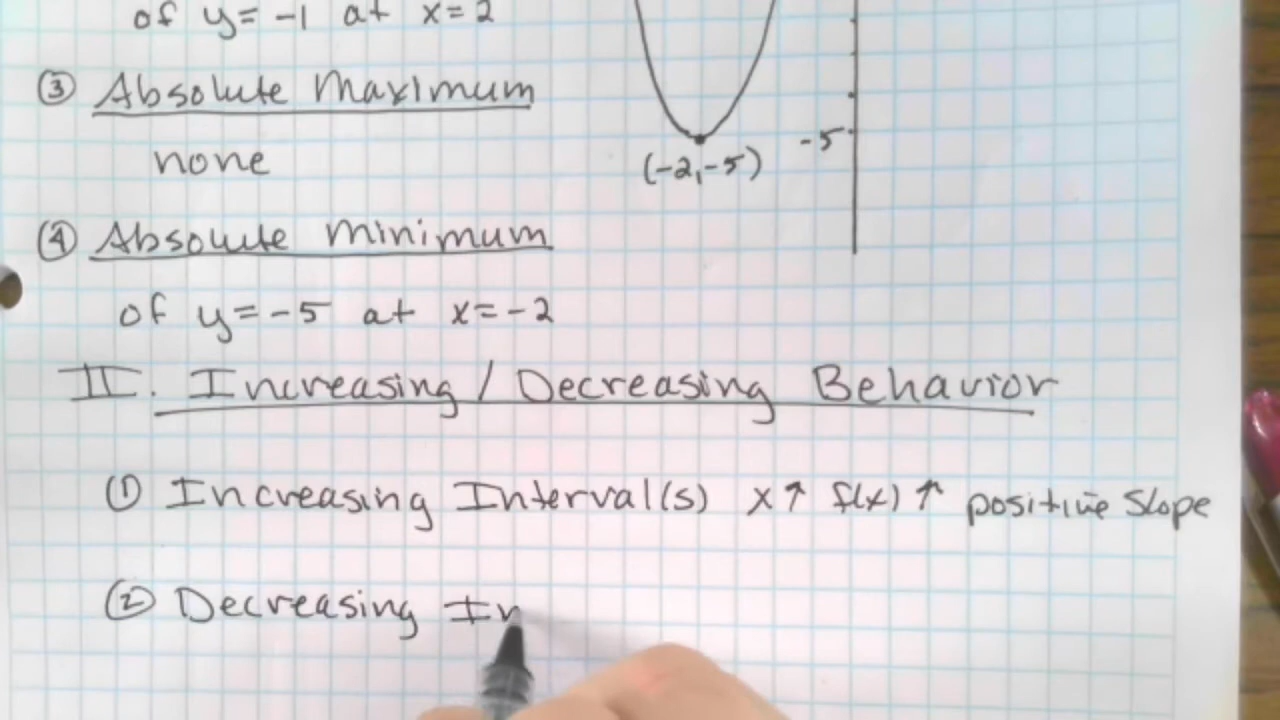 of y=-1 at x=2
③ Absolute Maximum
none
-5
(-2,-5)
④ Absolute Minimum
of y=-5 at x=-2
II. Increasing/Decreasing Behavior
① Increasing Interval(s) x↑ f(x)↑ positive Slope
② Decreasing In